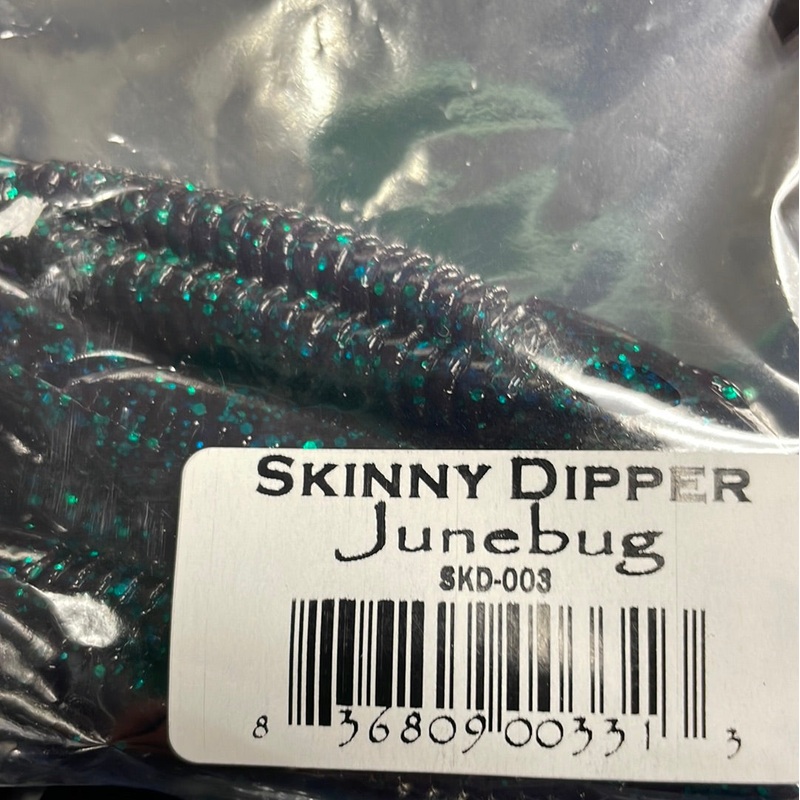 SKINNY DIPPER
Junebug
SKD-003
8 36809 00331 3